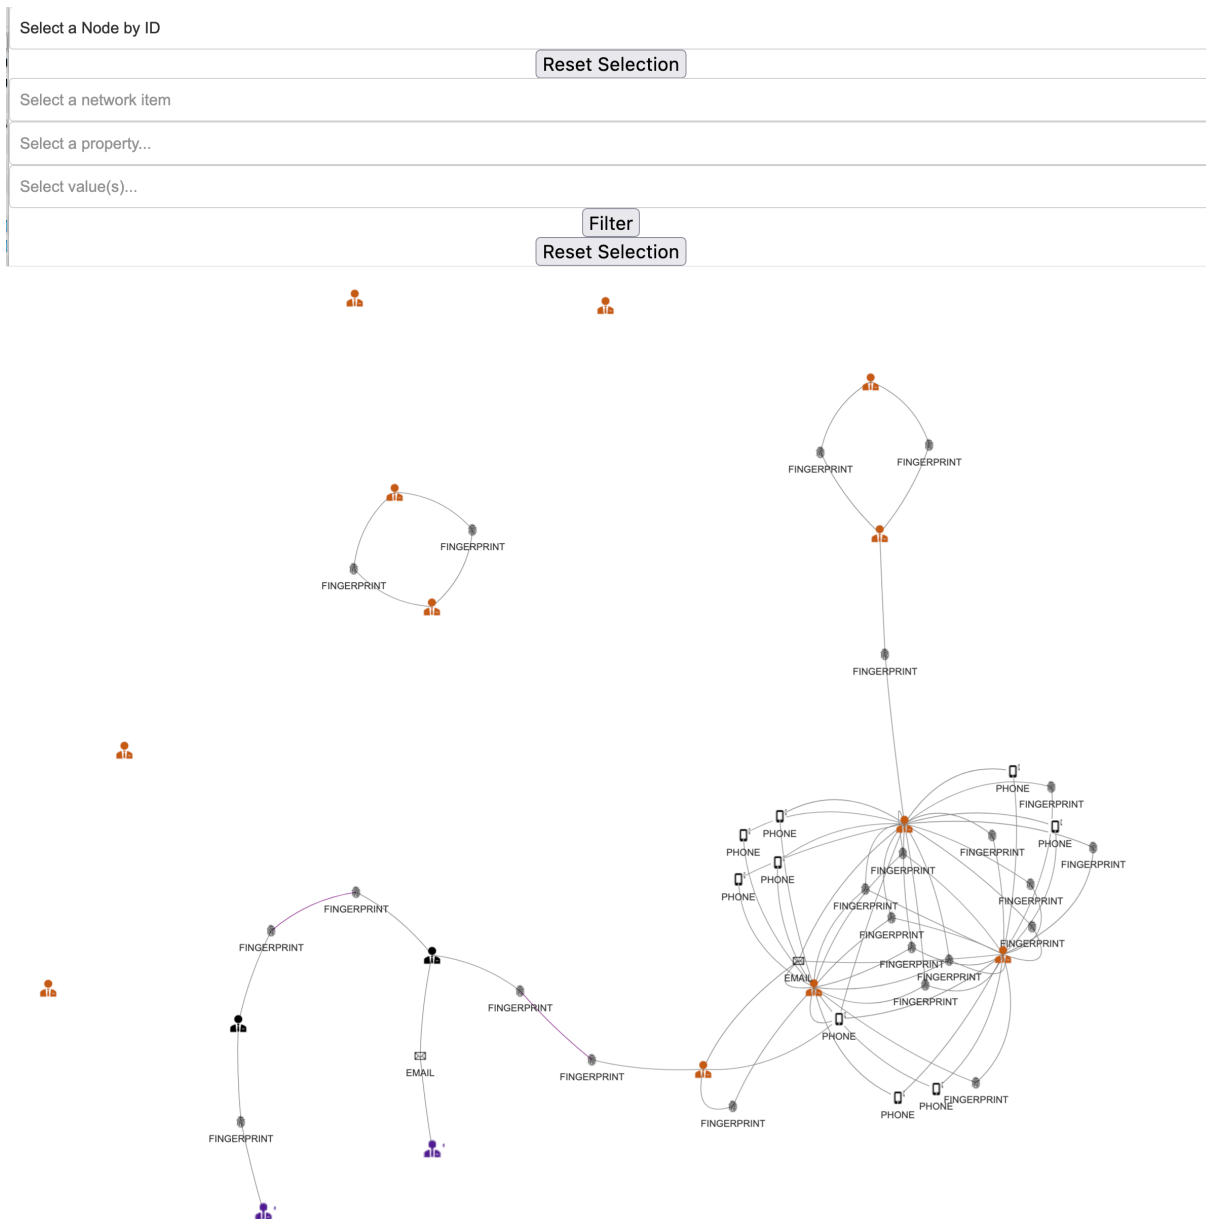 Select a Node by ID
Reset Selection
Select a network item
Select a property...
Select value(s)...
Filter
Reset Selection
FINGERPRINT
FINGERPRINT
FINGERPRINT
FINGERPRINT
FINGERPRINT
PHONE
FINGERPRINT
PHONE
PHONE
FINGERPRINT
PHONE
FINGERPRINT
FINGERPRINT
PHONE
PHONE
FINGERPRINT
FINGERPRINT
FINGERPRINT
FINGERPRINT
FINGERPRINT
FINGERPRINT
FINGERPRINT
FINGERPRINT
EMAIL
FINGERPRINT
FINGERPRINT
FINGERPRINT
PHONE
EMAIL
FINGERPRINT
FINGERPRINT
PHONE
PHONE
FINGERPRINT
FINGERPRINT